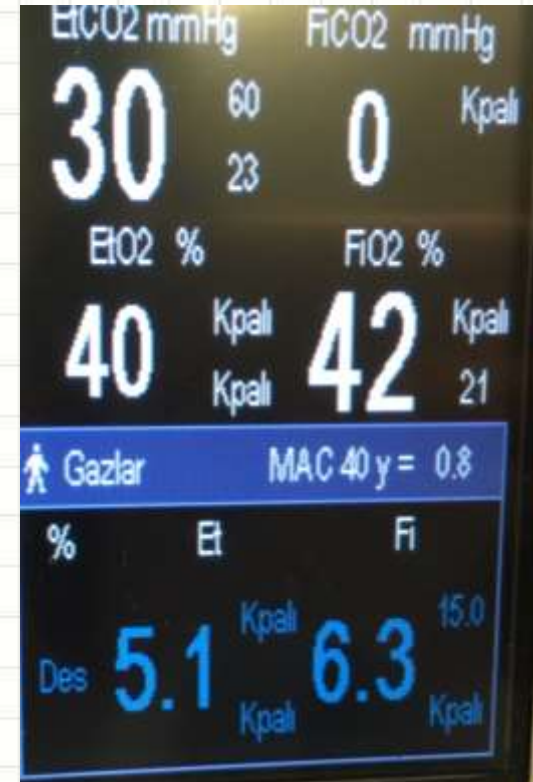 EtCO2 mmHg FiCO2 mmHg
30 60 0 Kpalı
23
EtO2 % FiO2 %
40 Kpalı 42 Kpalı
Kpalı 21
Gazlar MAC 40 y = 0.8
% Et Fi
Des 5.1 Kpalı 6.3 15.0
Kpalı Kpalı